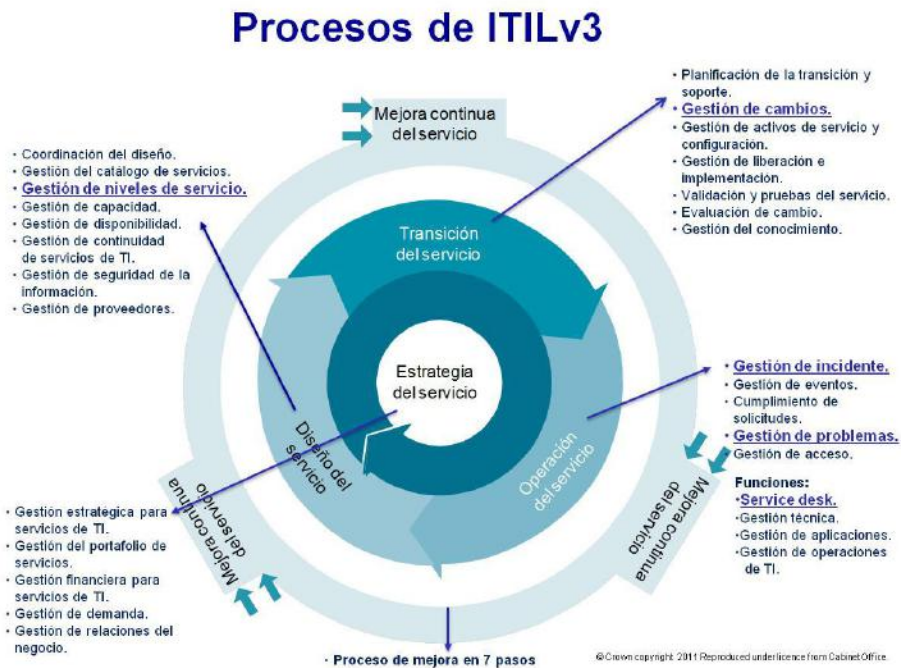 Procesos de ITILv3
Mejora continua
del servicio
• Planificación de la transición y
soporte.
• Gestión de cambios.
• Gestión de activos de servicio y
configuración.
• Gestión de liberación e
implementación.
• Validación y pruebas del servicio.
• Evaluación de cambio.
• Gestión del conocimiento.
• Coordinación del diseño.
• Gestión del catálogo de servicios.
• Gestión de niveles de servicio.
• Gestión de capacidad.
• Gestión de disponibilidad.
• Gestión de continuidad
de servicios de TI.
• Gestión de seguridad de la
información.
• Gestión de proveedores.
Transición
del servicio
Estrategia
del servicio
Diseño del
servicio
Operación
del servicio
• Gestión de incidente.
• Gestión de eventos.
• Cumplimiento de
solicitudes.
• Gestión de problemas.
• Gestión de acceso.
Funciones:
•Service desk.
•Gestión técnica.
•Gestión de aplicaciones.
•Gestión de operaciones
de TI.
Mejora continua
del servicio
Mejora continua
del servicio
• Gestión estratégica para
servicios de TI.
• Gestión del portafolio de
servicios.
• Gestión financiera para
servicios de TI.
• Gestión de demanda.
• Gestión de relaciones del
negocio.
• Proceso de mejora en 7 pasos
© Crown copyright 2011 Reproduced under licence from Cabinet Office.